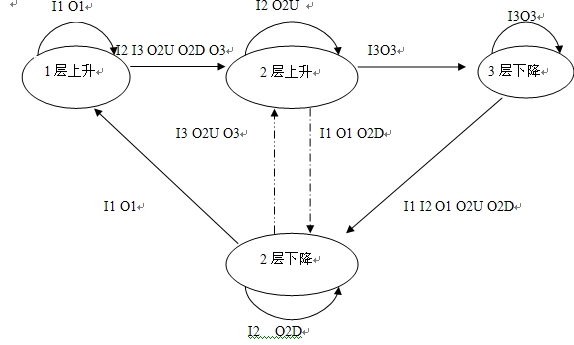 I1 O1
I2 O2U
I3O3
I2 I3 O2U O2D O3
I3O3
1层上升
2层上升
3层下降
I3 O2U O3
I1 O1 O2D
I1 O1
I1 I2 O1 O2U O2D
2层下降
I2 O2D